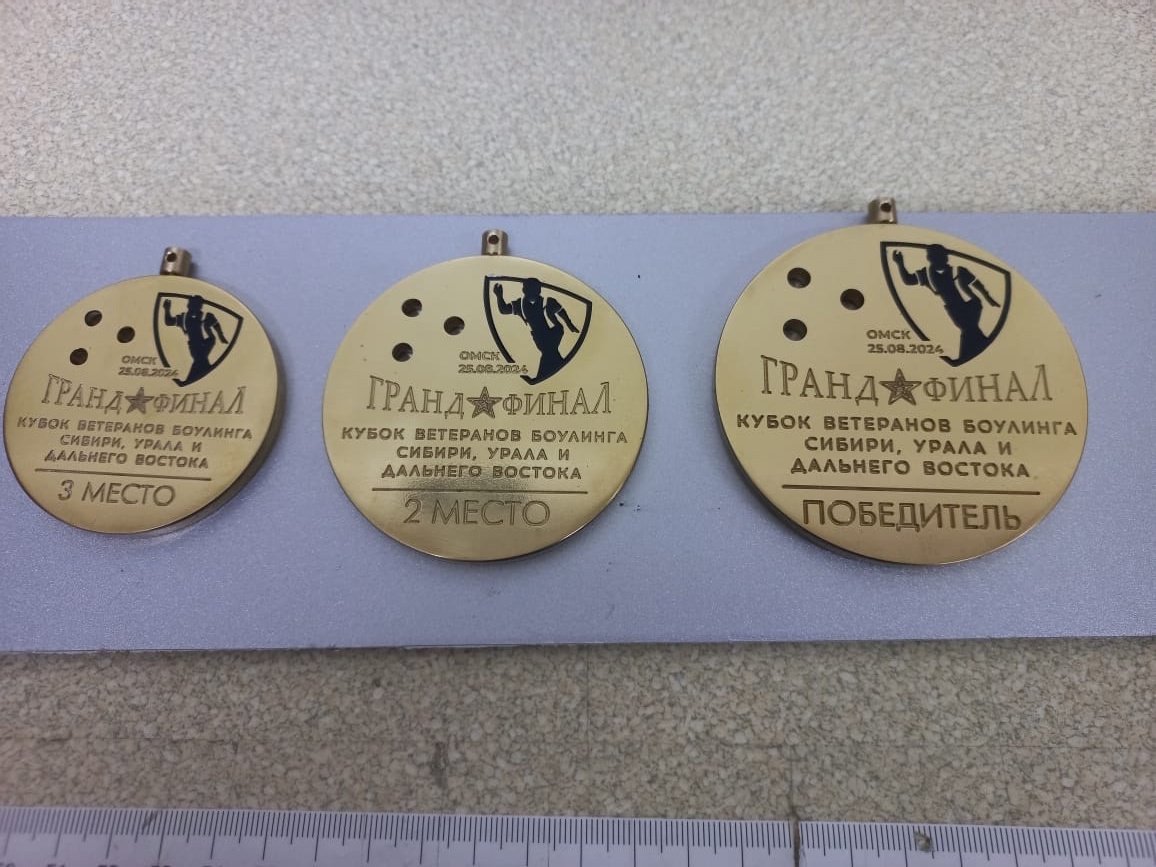 ОМСК
25.08.2024
ГРАНД ФИНАЛ
КУБОК ВЕТЕРАНОВ БОУЛИНГА
СИБИРИ, УРАЛА И
ДАЛЬНЕГО ВОСТОКА
3 МЕСТО
ОМСК
25.08.2024
ГРАНД ФИНАЛ
КУБОК ВЕТЕРАНОВ БОУЛИНГА
СИБИРИ, УРАЛА И
ДАЛЬНЕГО ВОСТОКА
2 МЕСТО
ОМСК
25.08.2024
ГРАНД ФИНАЛ
КУБОК ВЕТЕРАНОВ БОУЛИНГА
СИБИРИ, УРАЛА И
ДАЛЬНЕГО ВОСТОКА
ПОБЕДИТЕЛЬ